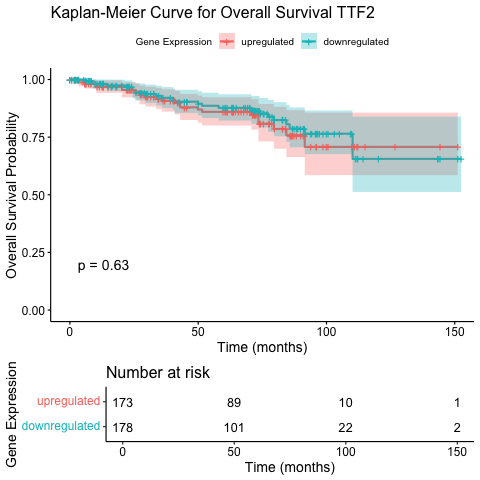 Kaplan-Meier Curve for Overall Survival TTF2
Gene Expression upregulated downregulated
Overall Survival Probability
1.00
0.75
0.50
0.25
0.00
p = 0.63
0 50 100 150
Time (months)
Number at risk
Gene Expression
upregulated 173 89 10 1
downregulated 178 101 22 2
0 50 100 150
Time (months)